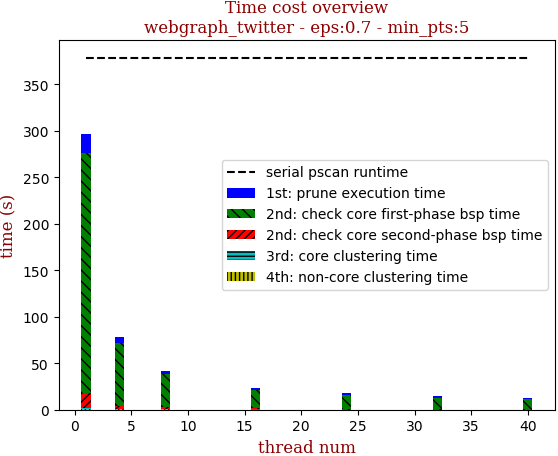 Time cost overview
webgraph_twitter - eps:0.7 - min_pts:5
time (s)
350
300
250
200
150
100
50
0
serial pscan runtime
1st: prune execution time
2nd: check core first-phase bsp time
2nd: check core second-phase bsp time
3rd: core clustering time
4th: non-core clustering time
0 5 10 15 20 25 30 35 40
thread num